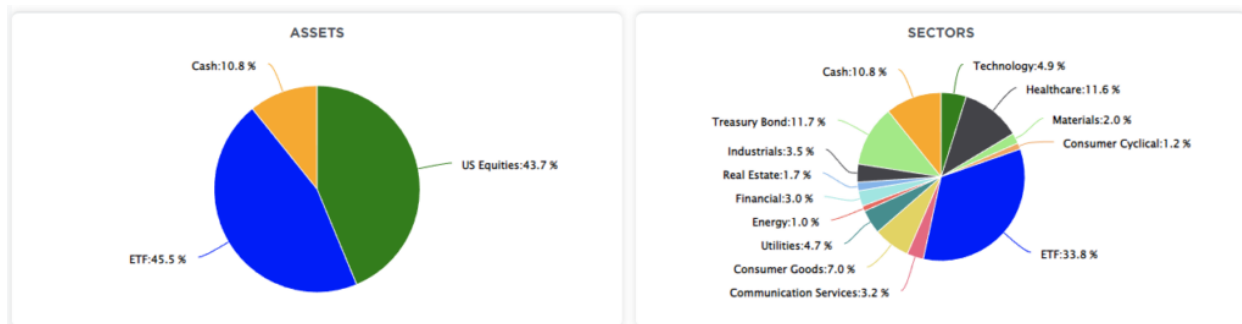 ASSETS
Cash:10.8 %
US Equities:43.7 %
ETF:45.5 %
SECTORS
Cash:10.8 %
Technology:4.9 %
Healthcare:11.6 %
Materials:2.0 %
Consumer Cyclical:1.2 %
Treasury Bond:11.7 %
Industrials:3.5 %
Real Estate:1.7 %
Financial:3.0 %
Energy:1.0 %
Utilities:4.7 %
Consumer Goods:7.0 %
Communication Services:3.2 %
ETF:33.8 %